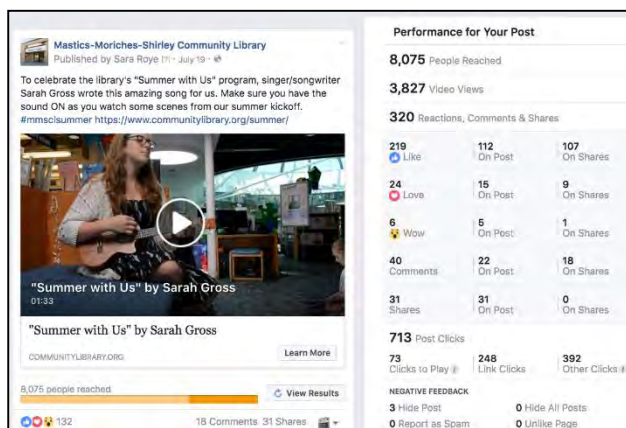 Mastics-Moriches-Shirley Community Library
Published by Sara Roye [?] · July 19 ·
To celebrate the library's "Summer with Us" program, singer/songwriter
Sarah Gross wrote this amazing song for us. Make sure you have the
sound ON as you watch some scenes from our summer kickoff.
#mmsclsummer https://www.communitylibrary.org/summer/
"Summer with Us" by Sarah Gross
01:33
"Summer with Us" by Sarah Gross
COMMUNITYLIBRARY.ORG
Learn More
8,075 people reached
View Results
132
18 Comments 31 Shares
Performance for Your Post
8,075 People Reached
3,827 Video Views
320 Reactions, Comments & Shares
219 112 107
Like On Post On Shares
24 15 9
Love On Post On Shares
6 5 1
Wow On Post On Shares
40 22 18
Comments On Post On Shares
31 31 0
Shares On Post On Shares
713 Post Clicks
73 248 392
Clicks to Play Link Clicks Other Clicks
NEGATIVE FEEDBACK
3 Hide Post 0 Hide All Posts
0 Report as Spam 0 Unlike Page